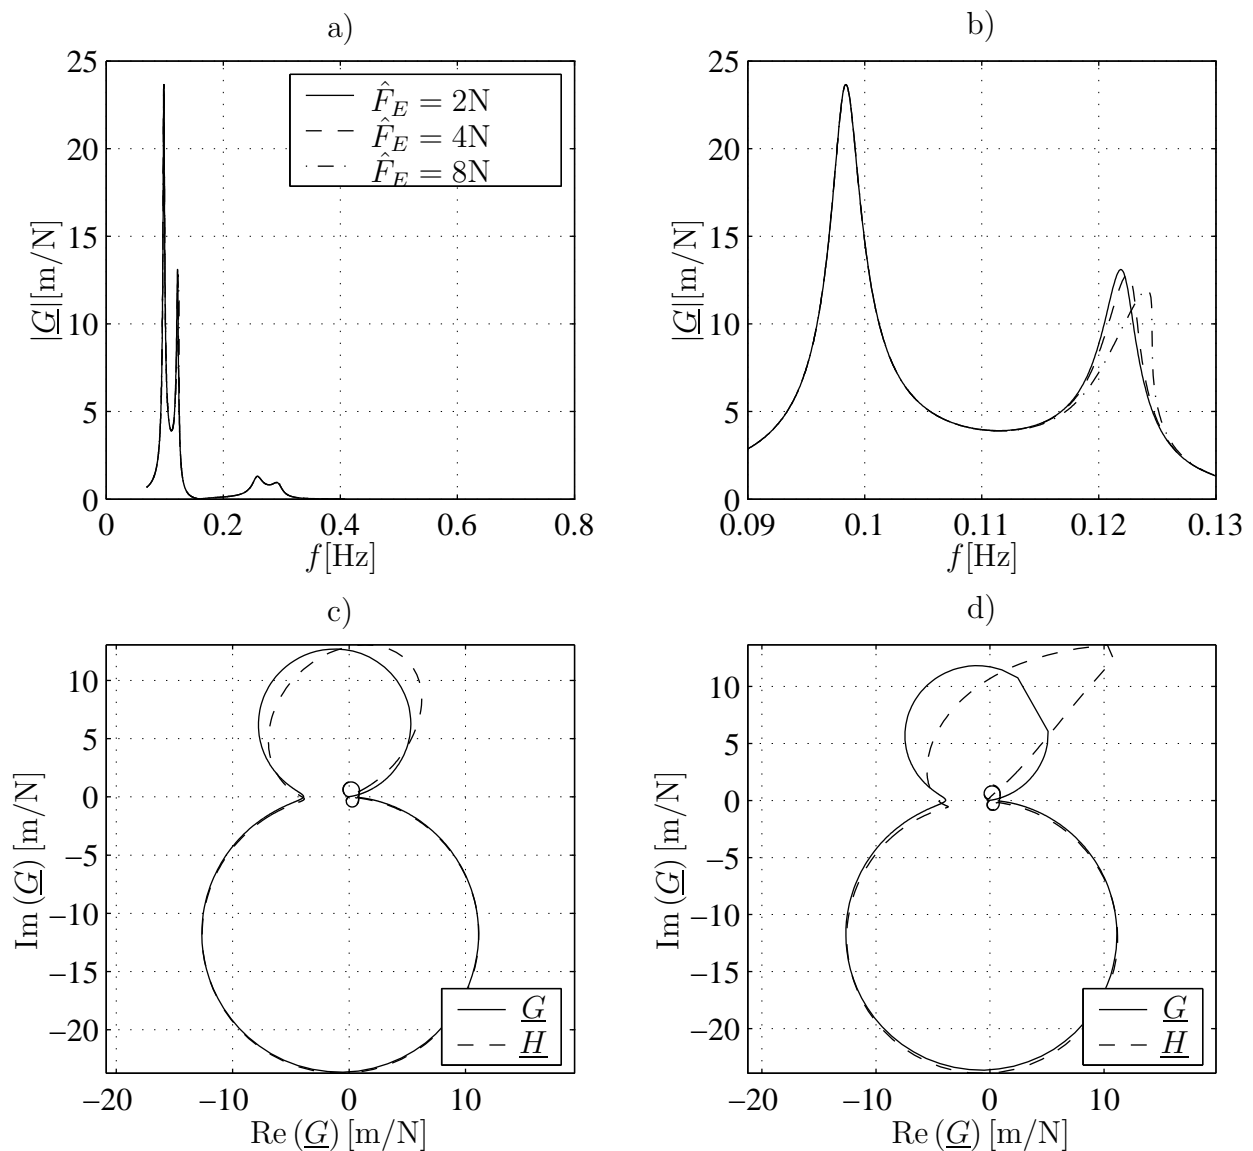 a)
25
20
15
10
5
0
|G|[m/N]
F̂_E = 2N
F̂_E = 4N
F̂_E = 8N
0 0.2 0.4 0.6 0.8
f[Hz]
b)
25
20
15
10
5
0
|G|[m/N]
0.09 0.1 0.11 0.12 0.13
f[Hz]
c)
10
5
0
−5
−10
−15
−20
Im (G) [m/N]
G
H
−20 −10 0 10
Re (G) [m/N]
d)
10
5
0
−5
−10
−15
−20
Im (G) [m/N]
G
H
−20 −10 0 10
Re (G) [m/N]